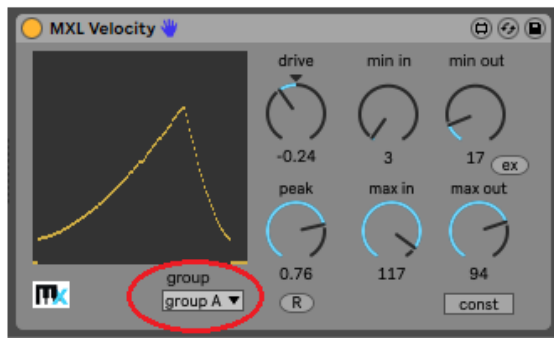 MXL Velocity
drive min in min out
-0.24 3 17 ex
peak max in max out
0.76 117 94
group
group A ▼
R const
mx